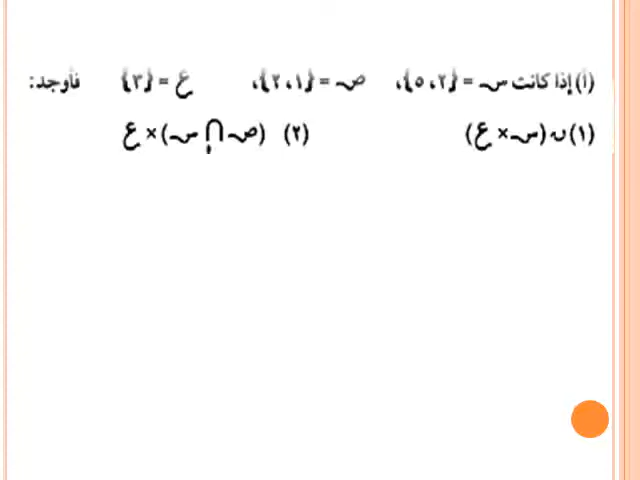 (أ) إذا كانت س = {٢، ٥}، ص = {١، ٢}، ع = {٣} فأوجد:
(١) ن (س × ع) (٢) (ص ∩ س) × ع